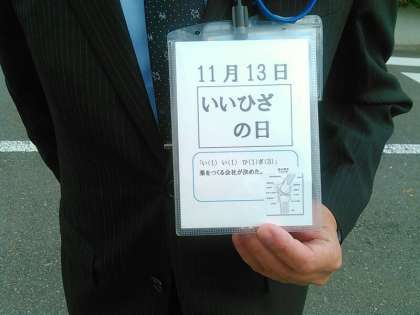 11月13日
いいひざ
の日
「い(1) い(1) ひ(1)ざ(3)」
薬をつくる会社が決めた。